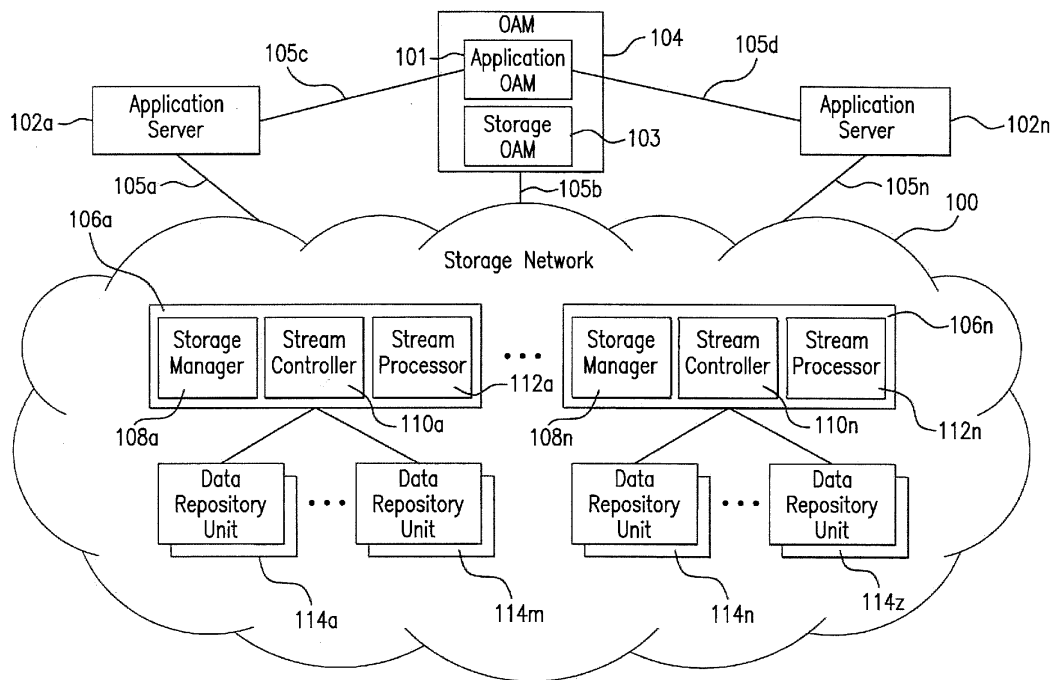 OAM
104
101
Application
OAM
105c
105d
Application
Server
102a
Application
Server
102n
Storage
OAM
103
105a
105b
105n
106a
100
Storage Network
106n
Storage
Manager
Stream
Controller
Stream
Processor
Storage
Manager
Stream
Controller
Stream
Processor
108a
110a
112a
108n
110n
112n
Data
Repository
Unit
Data
Repository
Unit
Data
Repository
Unit
Data
Repository
Unit
114a
114m
114n
114z